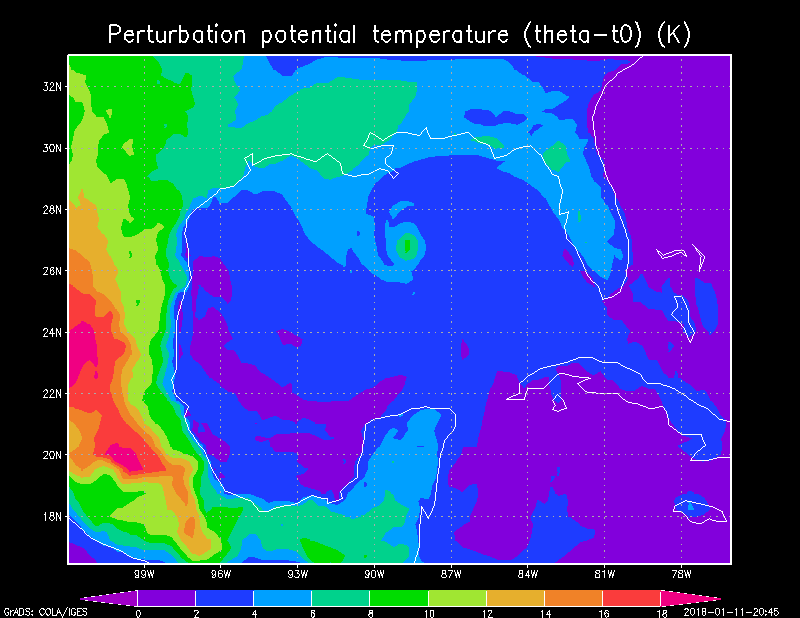 Perturbation potential temperature (theta-t0) (K)
32N
30N
28N
26N
24N
22N
20N
18N
99W 96W 93W 90W 87W 84W 81W 78W
0 2 4 6 8 10 12 14 16 18
GrADS: COLA/IGES 2018-01-11-20:45